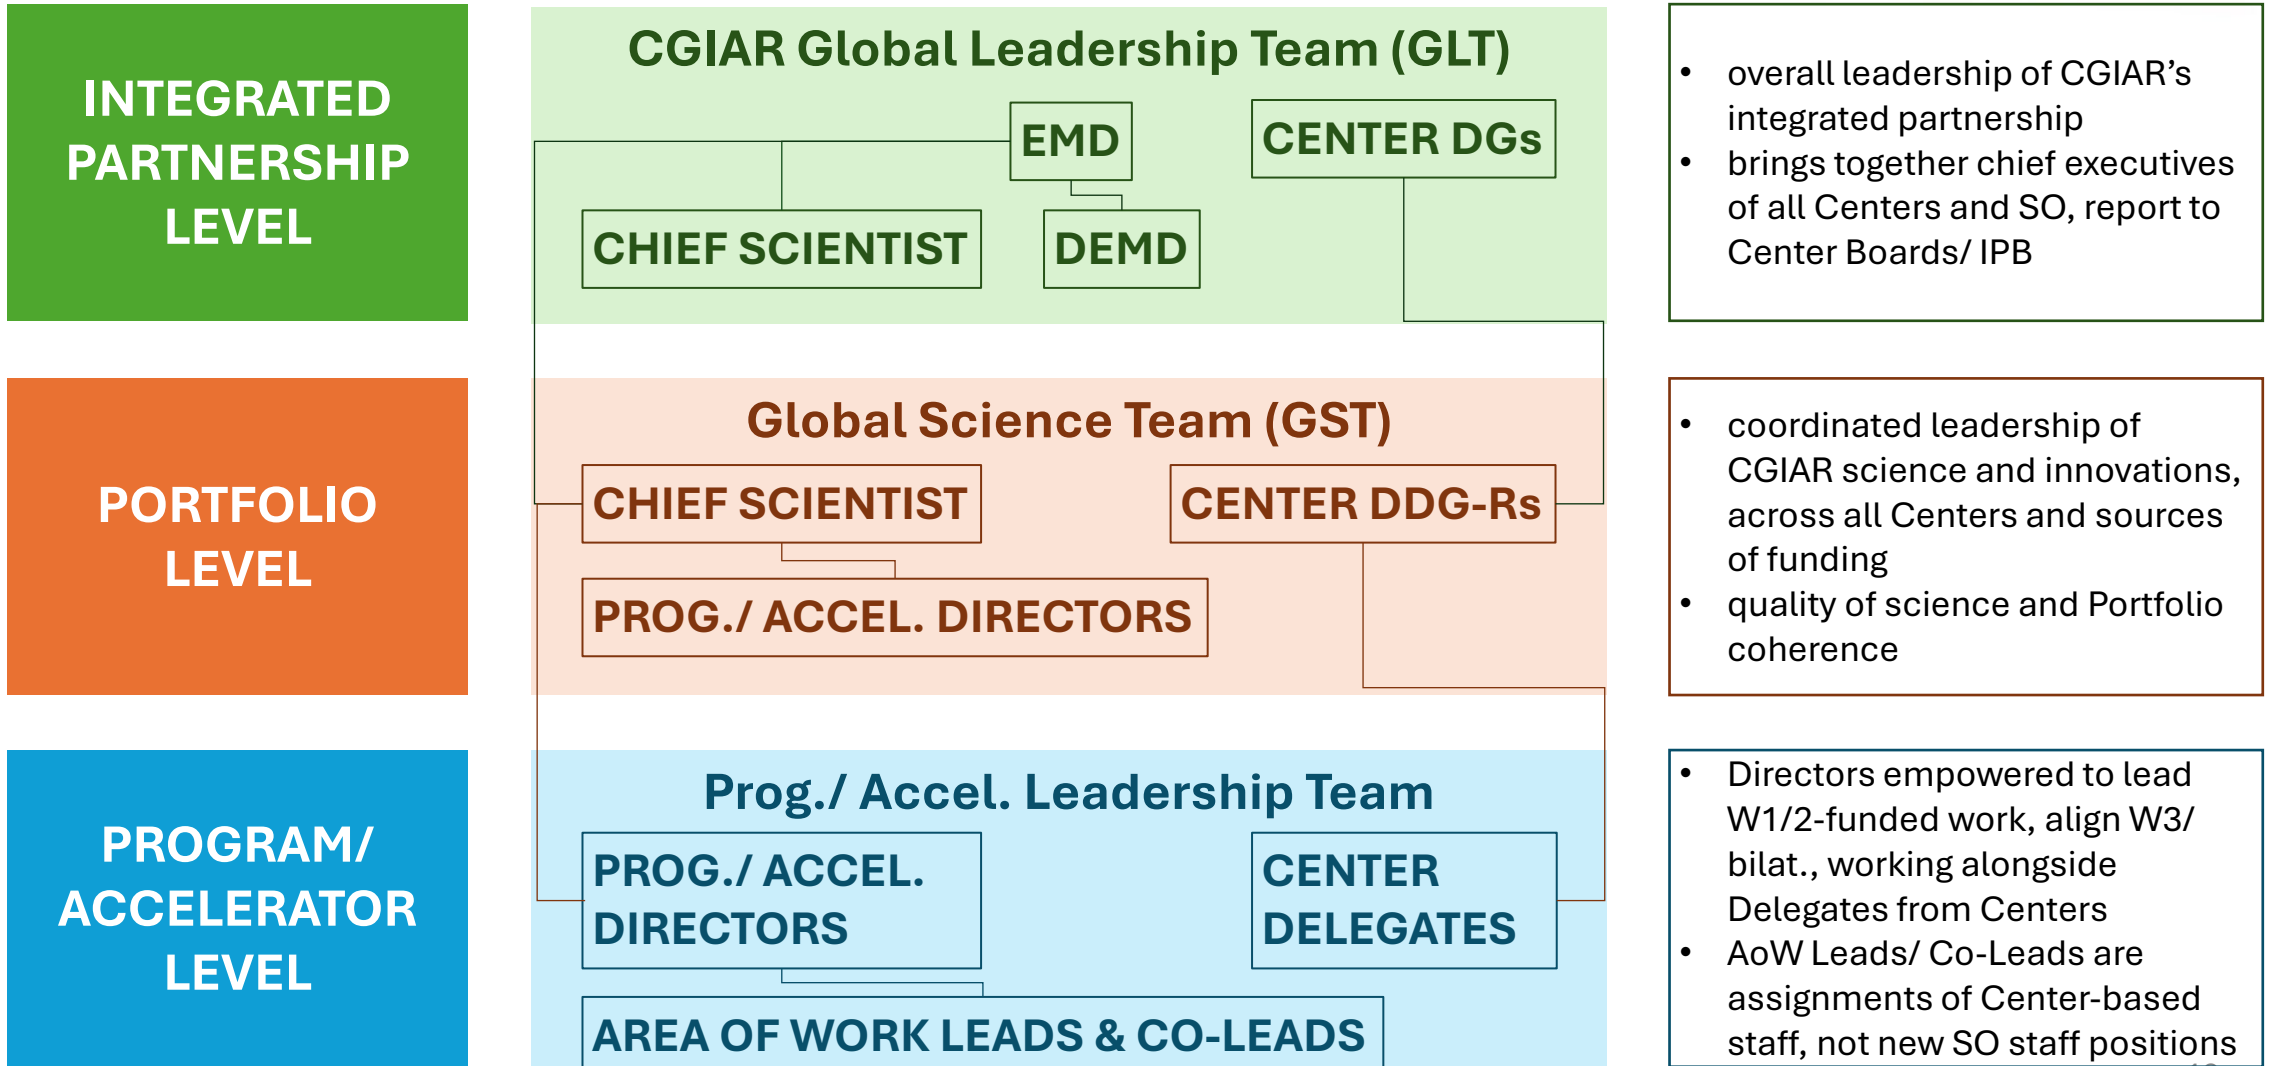 INTEGRATED
PARTNERSHIP
LEVEL
CGIAR Global Leadership Team (GLT)
EMD
CENTER DGs
CHIEF SCIENTIST
DEMD
• overall leadership of CGIAR’s
integrated partnership
• brings together chief executives
of all Centers and SO, report to
Center Boards/ IPB
PORTFOLIO
LEVEL
Global Science Team (GST)
CHIEF SCIENTIST
CENTER DDG-Rs
PROG./ ACCEL. DIRECTORS
• coordinated leadership of
CGIAR science and innovations,
across all Centers and sources
of funding
• quality of science and Portfolio
coherence
PROGRAM/
ACCELERATOR
LEVEL
Prog./ Accel. Leadership Team
PROG./ ACCEL.
DIRECTORS
CENTER
DELEGATES
AREA OF WORK LEADS & CO-LEADS
• Directors empowered to lead
W1/2-funded work, align W3/
bilat., working alongside
Delegates from Centers
• AoW Leads/ Co-Leads are
assignments of Center-based
staff, not new SO staff positions